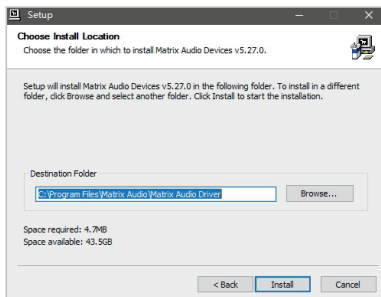 Setup
Choose Install Location
Choose the folder in which to install Matrix Audio Devices v5.27.0.
Setup will install Matrix Audio Devices v5.27.0 in the following folder. To install in a different
folder, click Browse and select another folder. Click Install to start the installation.
Destination Folder
C:\Program Files\Matrix Audio\Matrix Audio Driver
Browse...
Space required: 4.7MB
Space available: 43.5GB
< Back
Install
Cancel